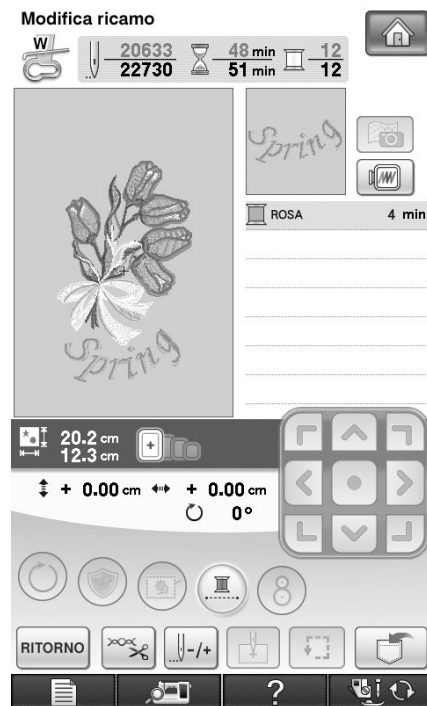 Modifica ricamo
W
20633 48 min 12
22730 51 min 12
Spring
ROSA 4 min
Spring
20.2 cm
12.3 cm
+ 0.00 cm + 0.00 cm
0°
RITORNO
-/+
?